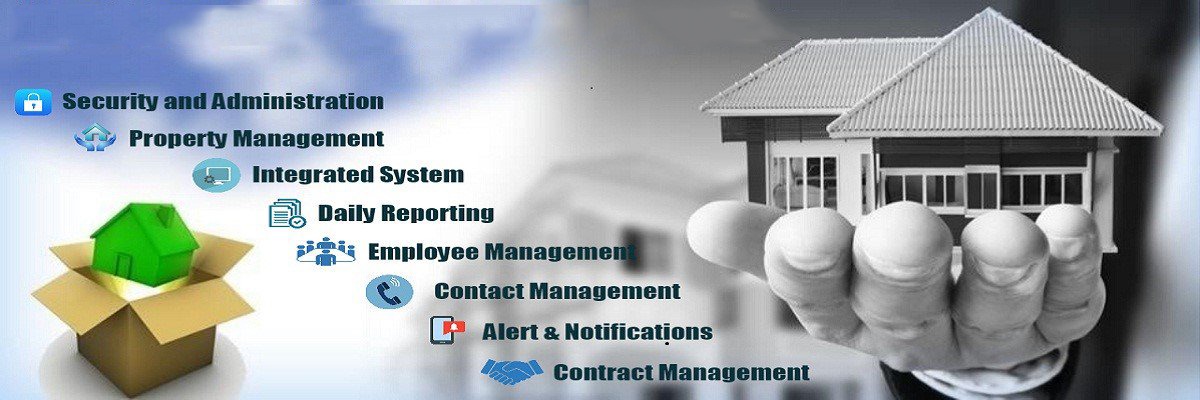 Security and Administration
Property Management
Integrated System
Daily Reporting
Employee Management
Contact Management
Alert & Notifications
Contract Management